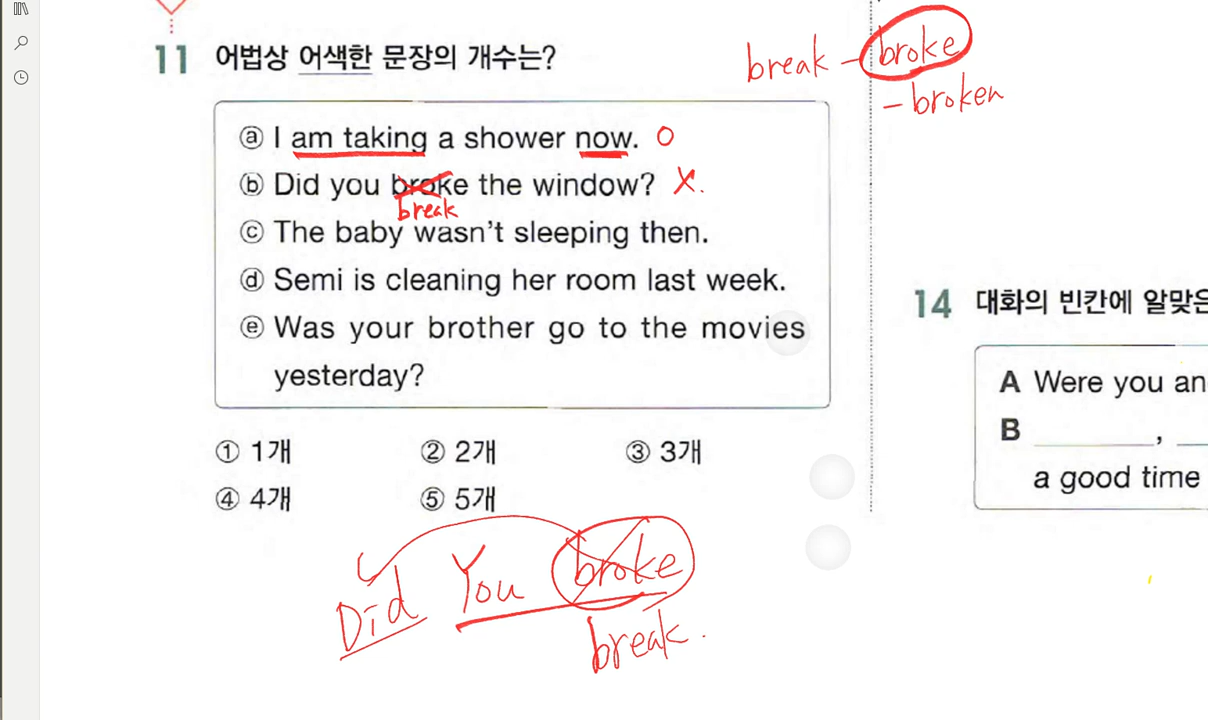 11 어법상 어색한 문장의 개수는?
ⓐ I am taking a shower now. O
ⓑ Did you broke the window? X.
break
ⓒ The baby wasn't sleeping then.
ⓓ Semi is cleaning her room last week.
ⓔ Was your brother go to the movies
yesterday?
① 1개 ② 2개 ③ 3개
④ 4개 ⑤ 5개
Did You broke
break.
break - broke
- broken
14 대화의 빈칸에 알맞은
A Were you an
B ________, __
a good time